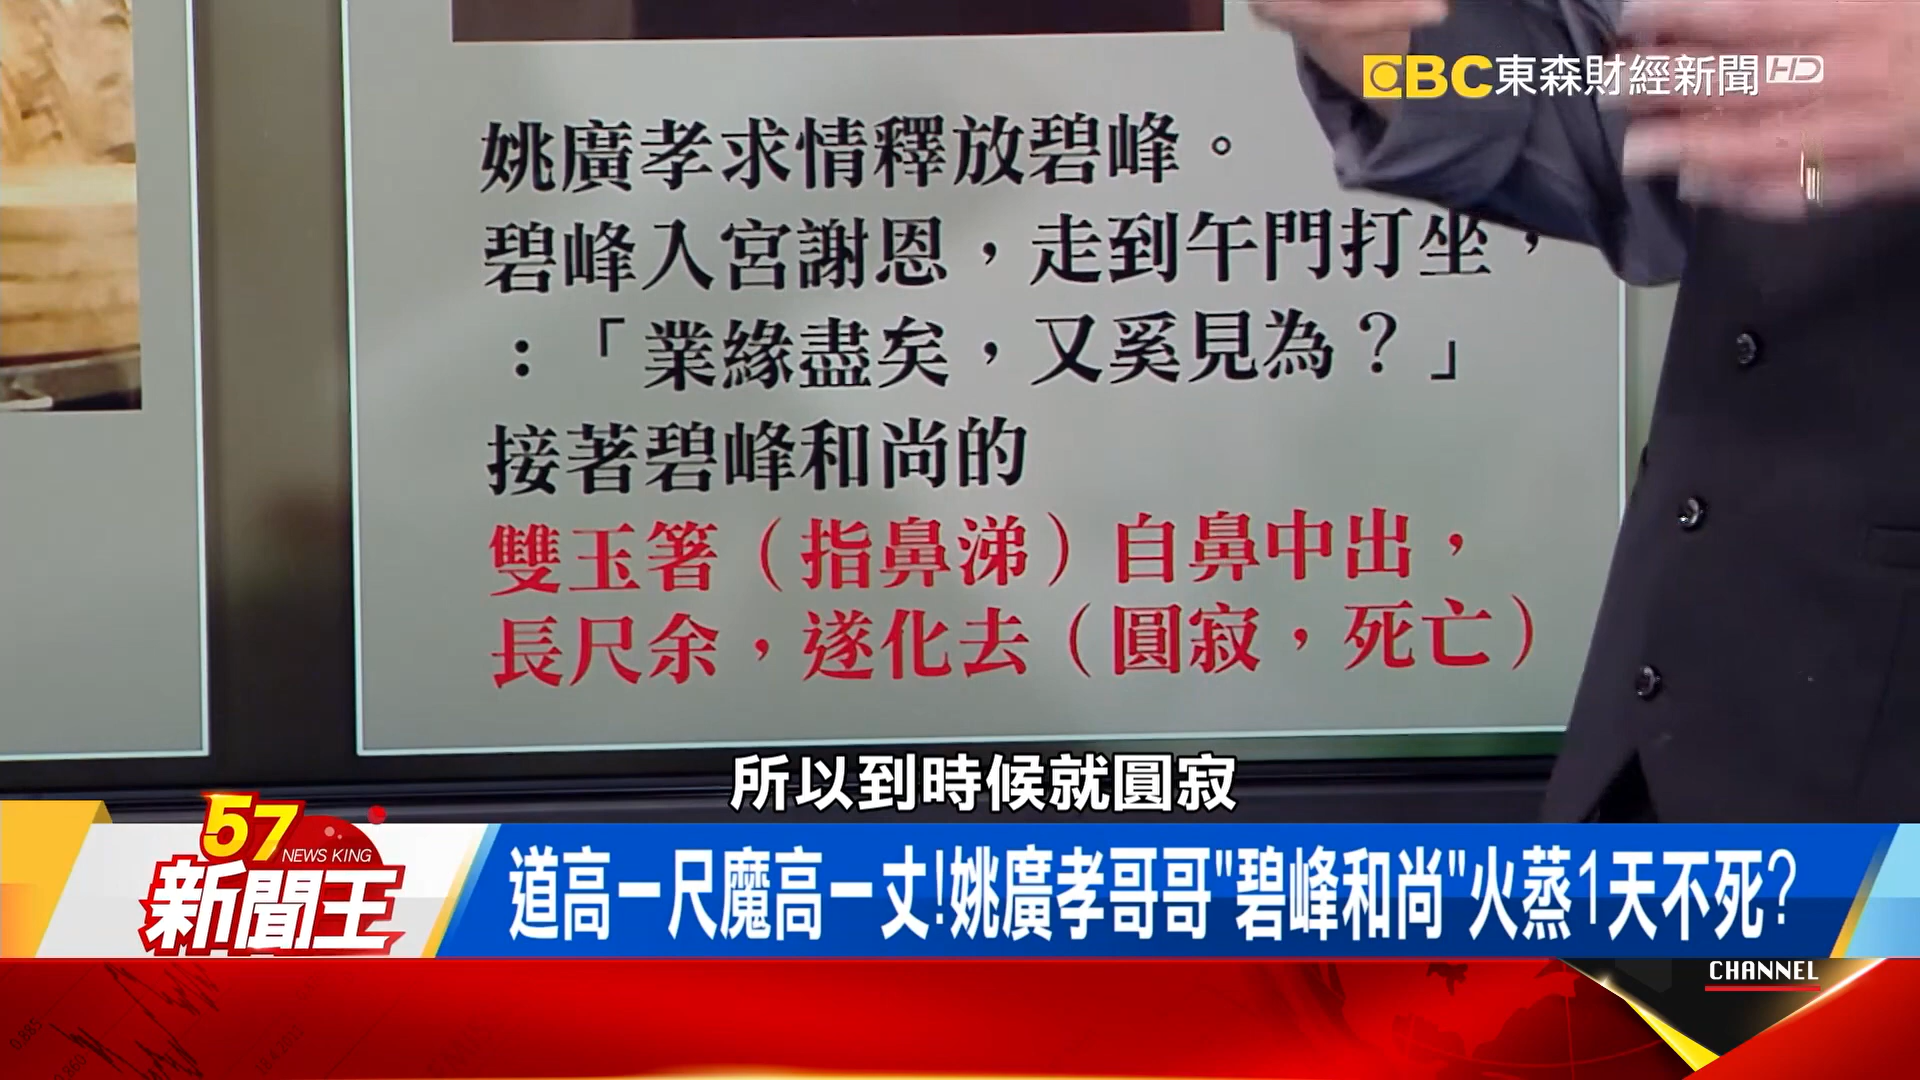 EBC東森財經新聞HD
姚廣孝求情釋放碧峰。
碧峰入宮謝恩,走到午門打坐,
:「業緣盡矣,又奚見為?」
接著碧峰和尚的
雙玉箸(指鼻涕)自鼻中出,
長尺余,遂化去(圓寂,死亡)
所以到時候就圓寂
57
NEWS KING
新聞王
道高一尺魔高一丈!姚廣孝哥哥"碧峰和尚"火蒸1天不死?
CHANNEL